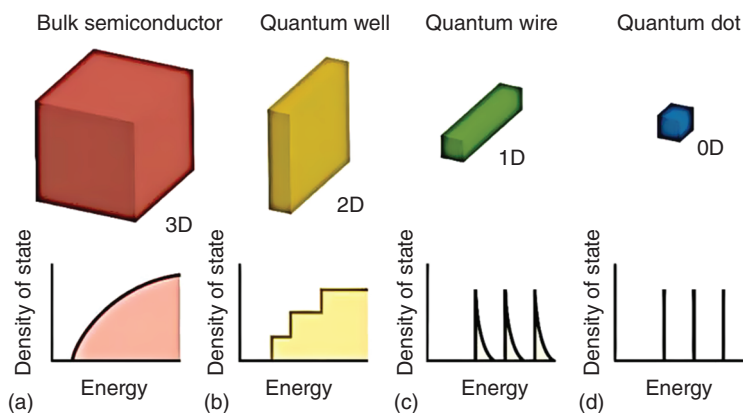 Bulk semiconductor
Quantum well
Quantum wire
Quantum dot
3D
2D
1D
0D
Density of state
Density of state
Density of state
Density of state
(a)
Energy
(b)
Energy
(c)
Energy
(d)
Energy